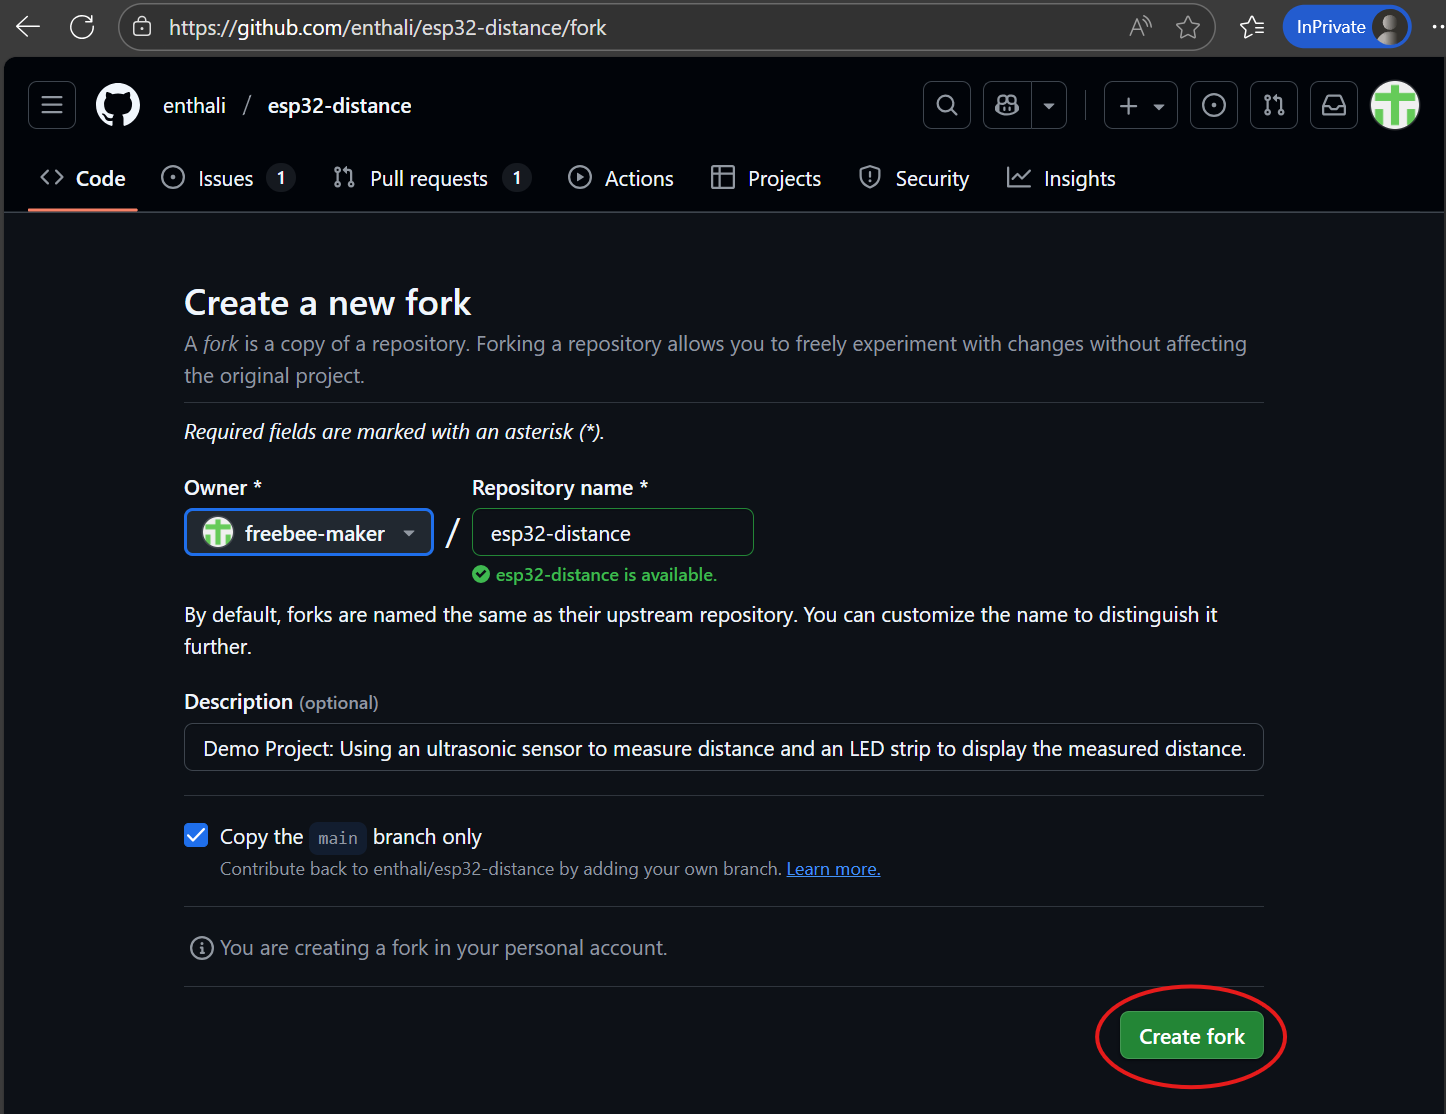 https://github.com/enthali/esp32-distance/fork
InPrivate
enthali / esp32-distance
Code Issues 1 Pull requests 1 Actions Projects Security Insights
Create a new fork
A fork is a copy of a repository. Forking a repository allows you to freely experiment with changes without affecting
the original project.
Required fields are marked with an asterisk (*).
Owner * Repository name *
freebee-maker / esp32-distance
esp32-distance is available.
By default, forks are named the same as their upstream repository. You can customize the name to distinguish it
further.
Description (optional)
Demo Project: Using an ultrasonic sensor to measure distance and an LED strip to display the measured distance.
Copy the main branch only
Contribute back to enthali/esp32-distance by adding your own branch. Learn more.
You are creating a fork in your personal account.
Create fork